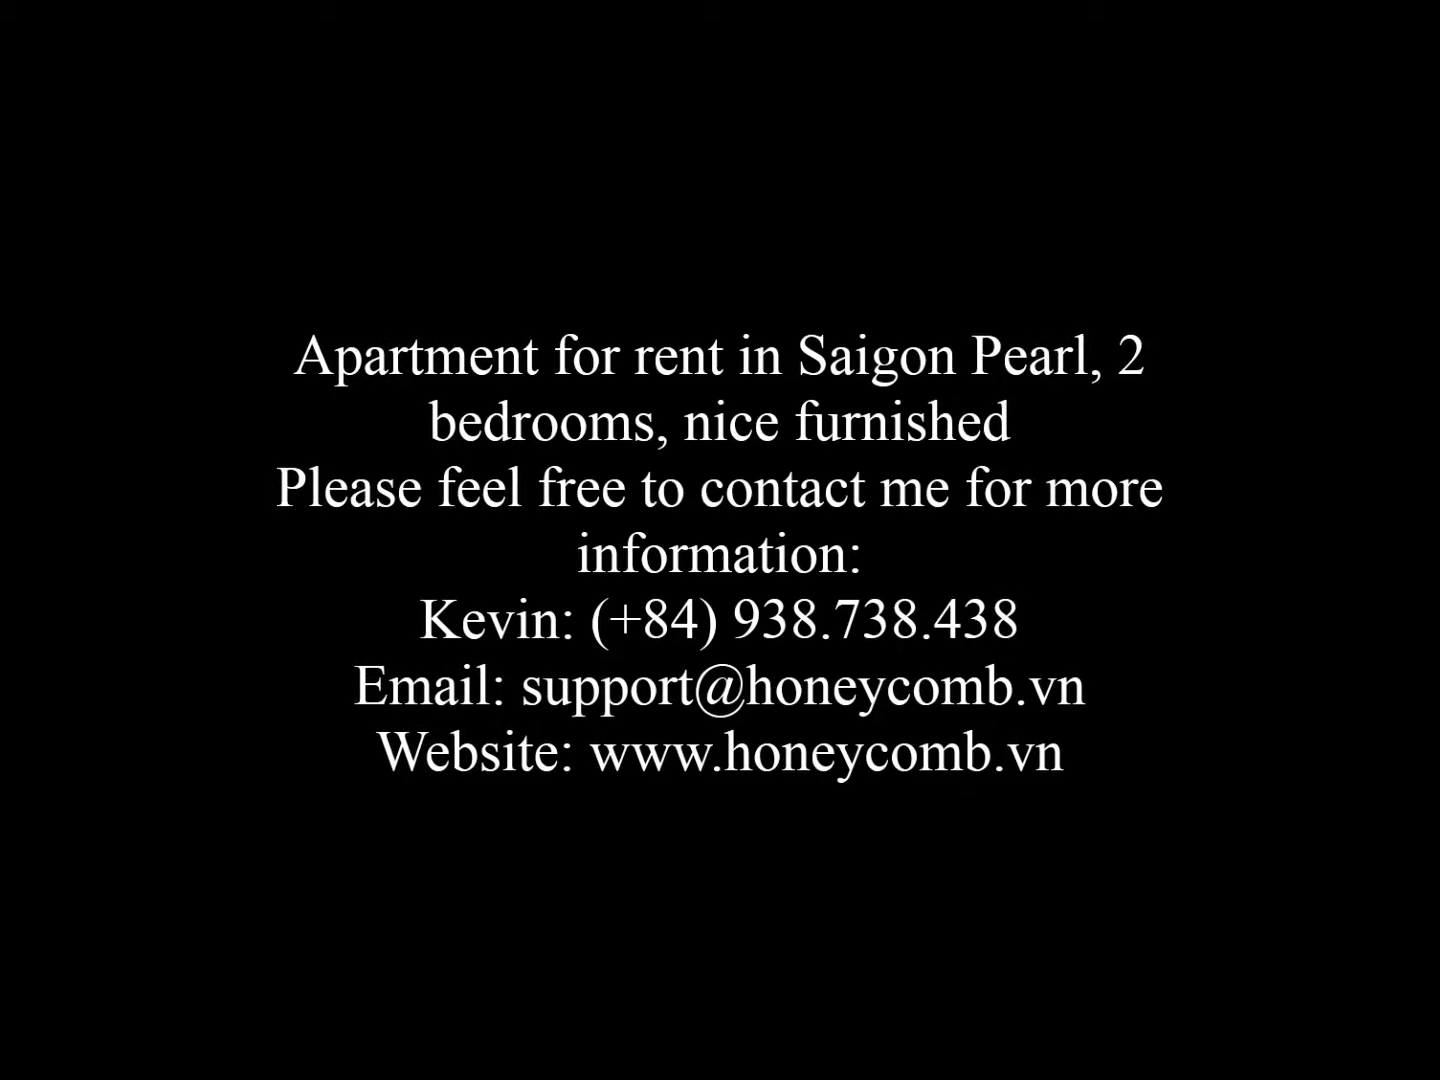 Apartment for rent in Saigon Pearl, 2
bedrooms, nice furnished
Please feel free to contact me for more
information:
Kevin: (+84) 938.738.438
Email: support@honeycomb.vn
Website: www.honeycomb.vn